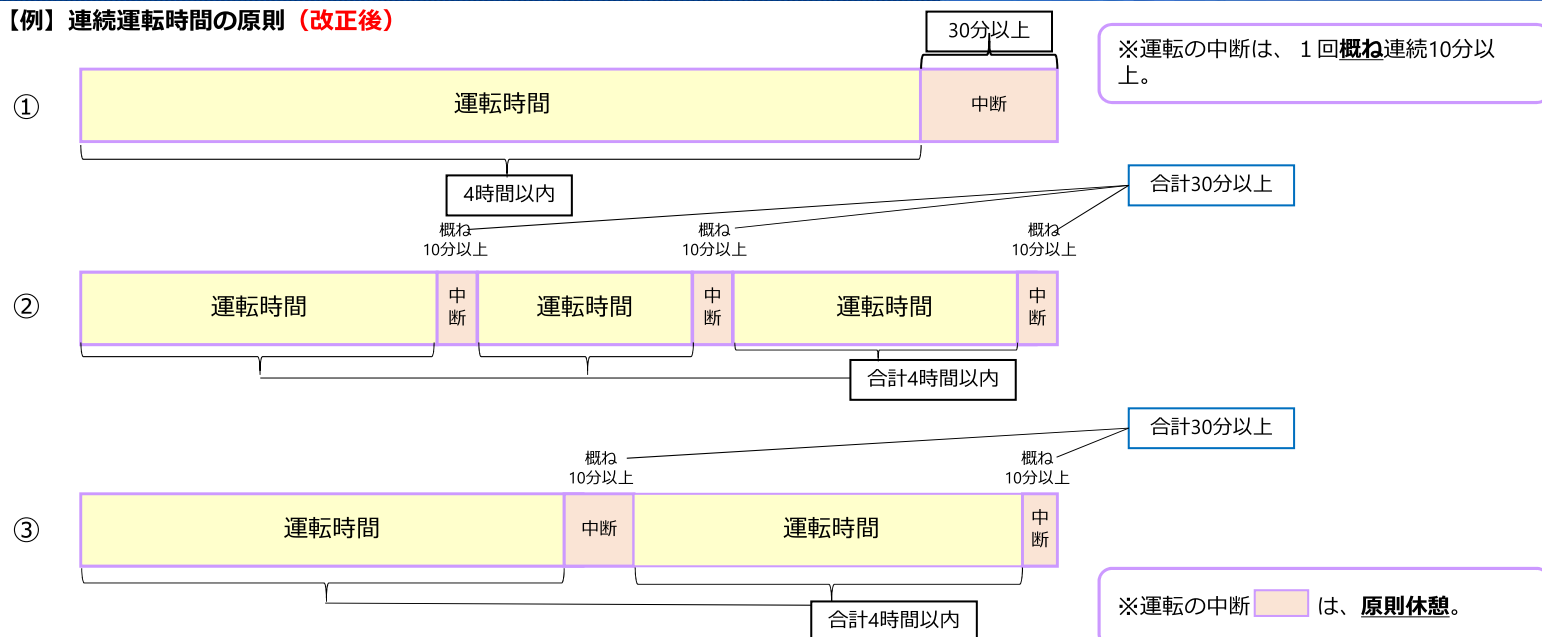 【例】連続運転時間の原則（改正後）
30分以上
※運転の中断は、１回概ね連続10分以
上。
①
運転時間
中断
4時間以内
合計30分以上
概ね
10分以上
概ね
10分以上
概ね
10分以上
②
運転時間
中
断
運転時間
中
断
運転時間
中
断
合計4時間以内
合計30分以上
概ね
10分以上
概ね
10分以上
③
運転時間
中断
運転時間
中
断
合計4時間以内
※運転の中断 は、原則休憩。